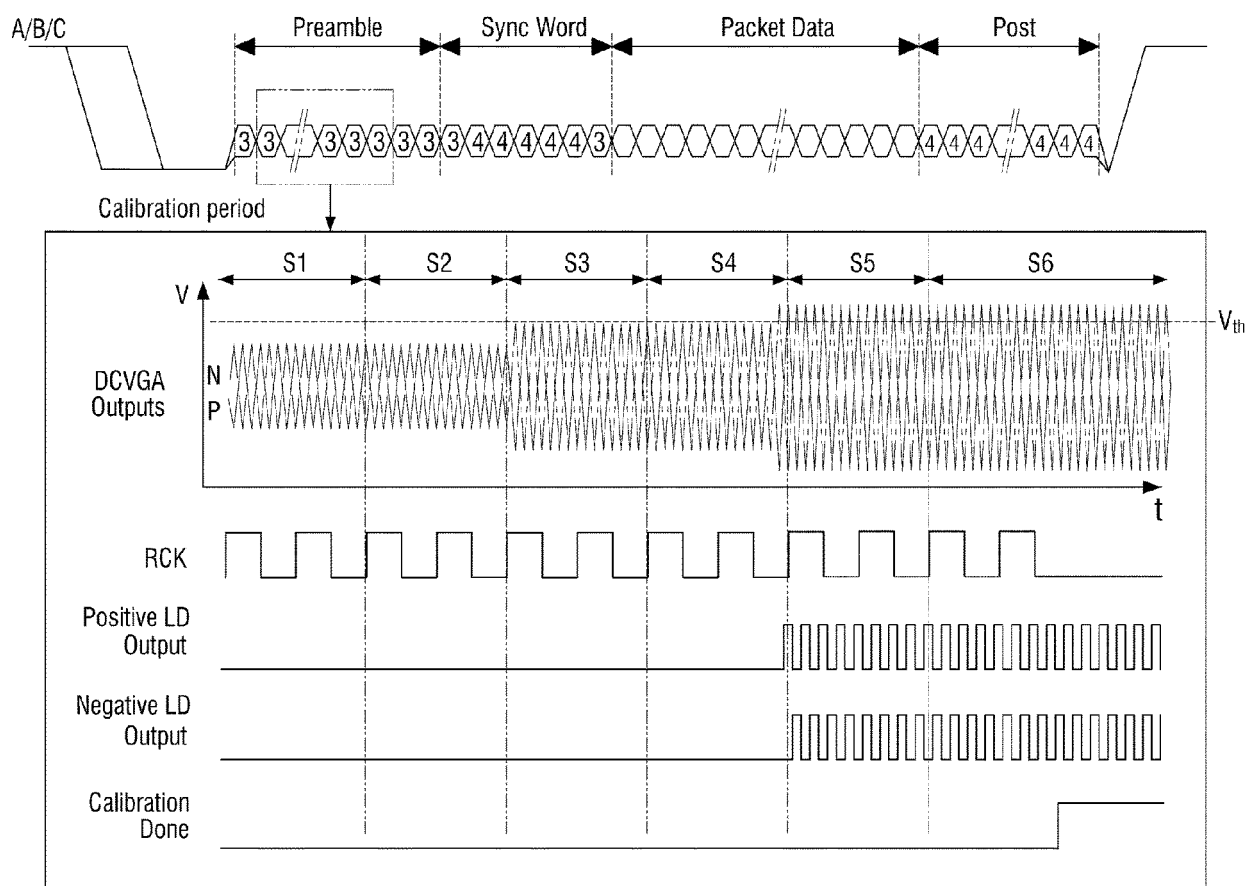 A/B/C
Preamble Sync Word Packet Data Post
3 3 3 3 3 3 3 3 4 4 4 4 4 3 4 4 4 4 4 4
Calibration period
S1 S2 S3 S4 S5 S6
V
V th
N
DCVGA
Outputs
P
t
RCK
Positive LD
Output
Negative LD
Output
Calibration
Done